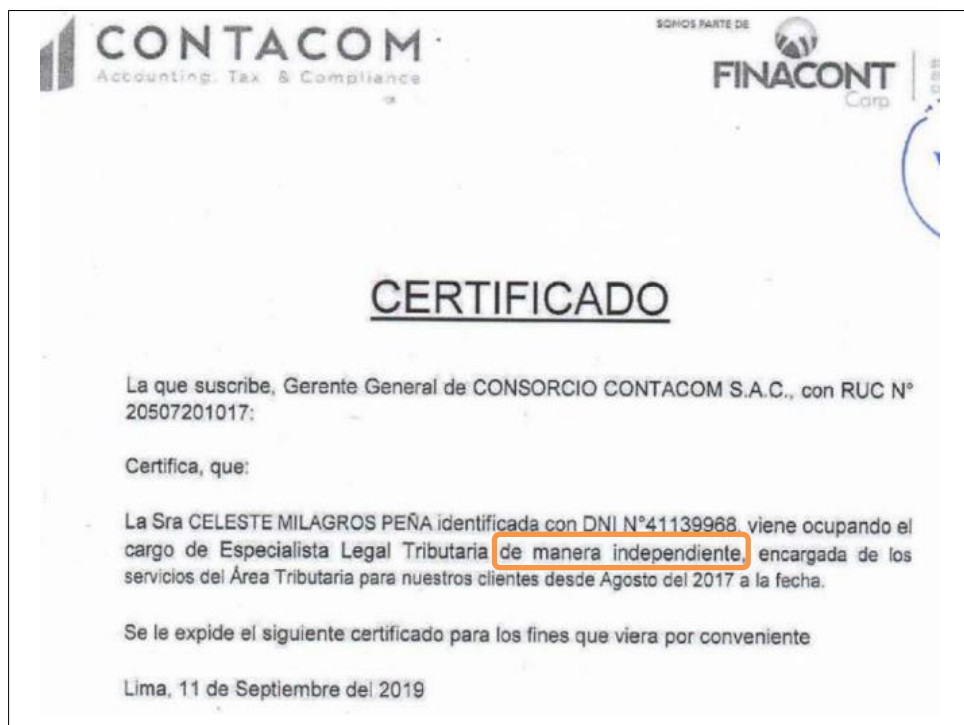 CONTACOM
Accounting, Tax & Compliance
SOMOS PARTE DE
FINACONT
Corp
CERTIFICADO
La que suscribe, Gerente General de CONSORCIO CONTACOM S.A.C., con RUC N°
20507201017:
Certifica, que:
La Sra CELESTE MILAGROS PEÑA identificada con DNI N°41139968, viene ocupando el
cargo de Especialista Legal Tributaria de manera independiente, encargada de los
servicios del Área Tributaria para nuestros clientes desde Agosto del 2017 a la fecha.
Se le expide el siguiente certificado para los fines que viera por conveniente
Lima, 11 de Septiembre del 2019